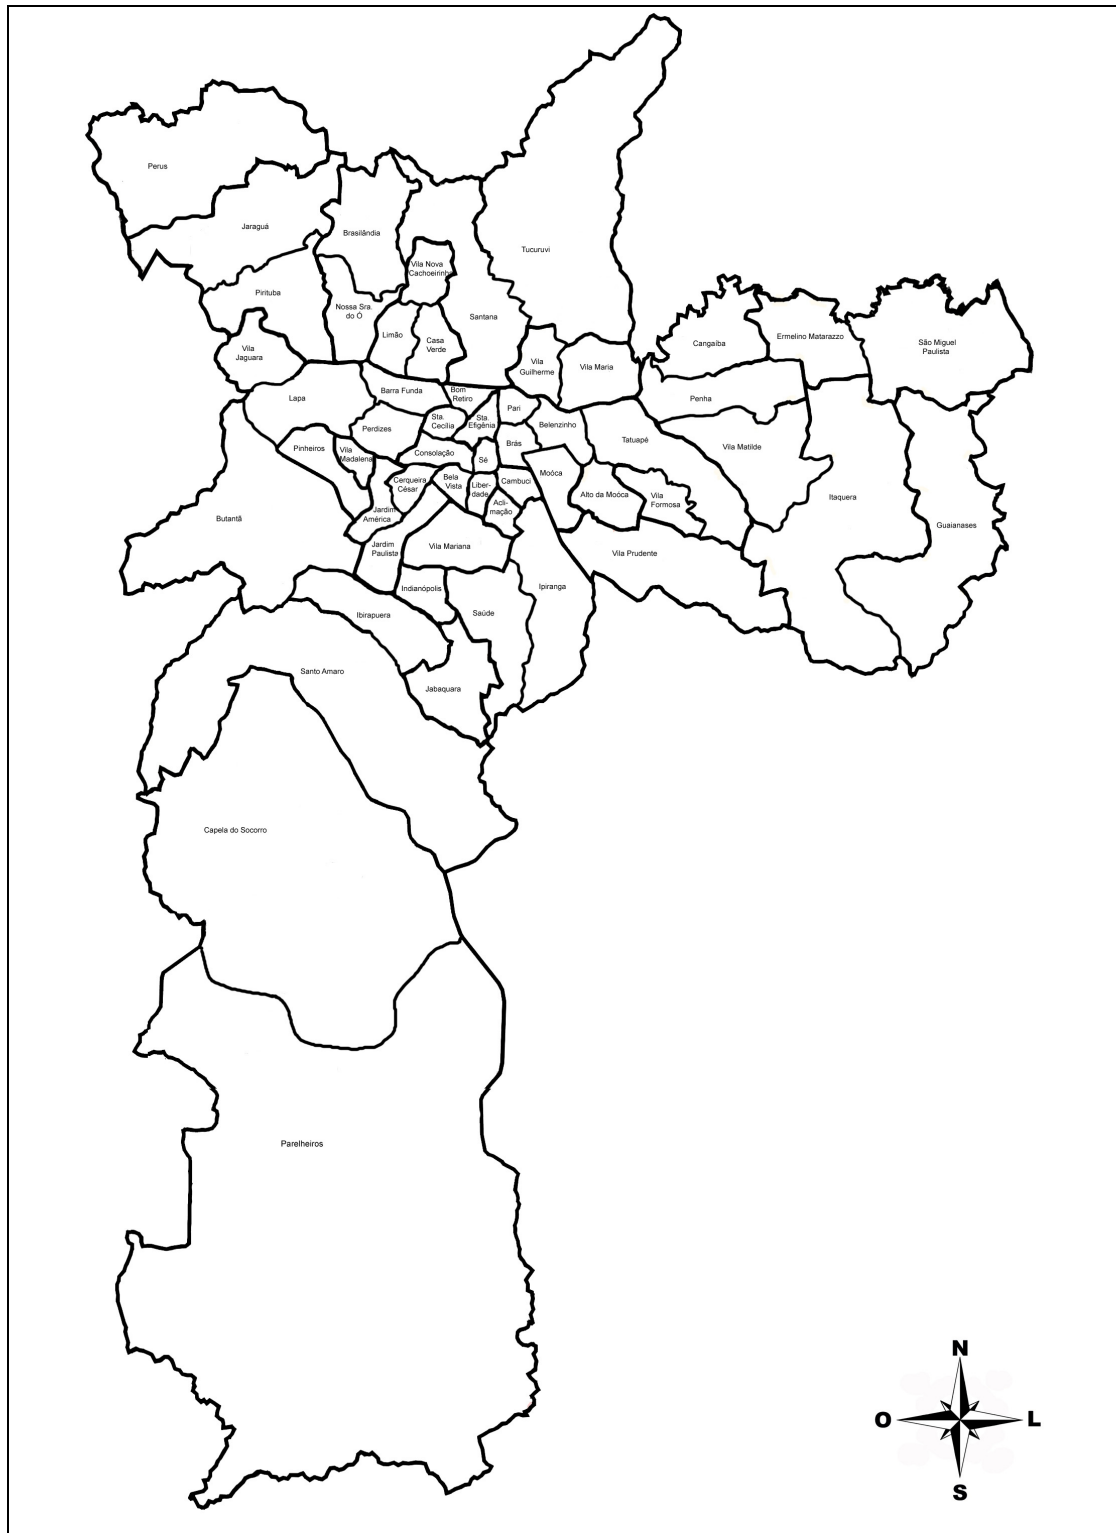 Perus
Jaraguá
Brasilândia
Tucuruvi
Vila Nova
Cachoeirinha
Pirituba
Nossa Sra.
do Ó
Santana
Limão
Casa
Verde
Cangaíba
Ermelino Matarazzo
São Miguel
Paulista
Vila
Jaguara
Vila
Guilherme
Vila Maria
Lapa
Barra Funda
Bom
Retiro
Penha
Pari
Perdizes
Sta.
Cecília
Sta.
Efigênia
Belenzinho
Tatuapé
Vila Matilde
Pinheiros
Vila
Madalena
Consolação
Sé
Brás
Moóca
Cerqueira
César
Bela
Vista
Liber-
dade
Cambuci
Alto da Moóca
Vila
Formosa
Itaquera
Acli-
mação
Butantã
Jardim
América
Guaianases
Jardim
Paulista
Vila Mariana
Vila Prudente
Indianópolis
Ipiranga
Ibirapuera
Saúde
Santo Amaro
Jabaquara
Capela do Socorro
Parelheiros
N
O
L
S